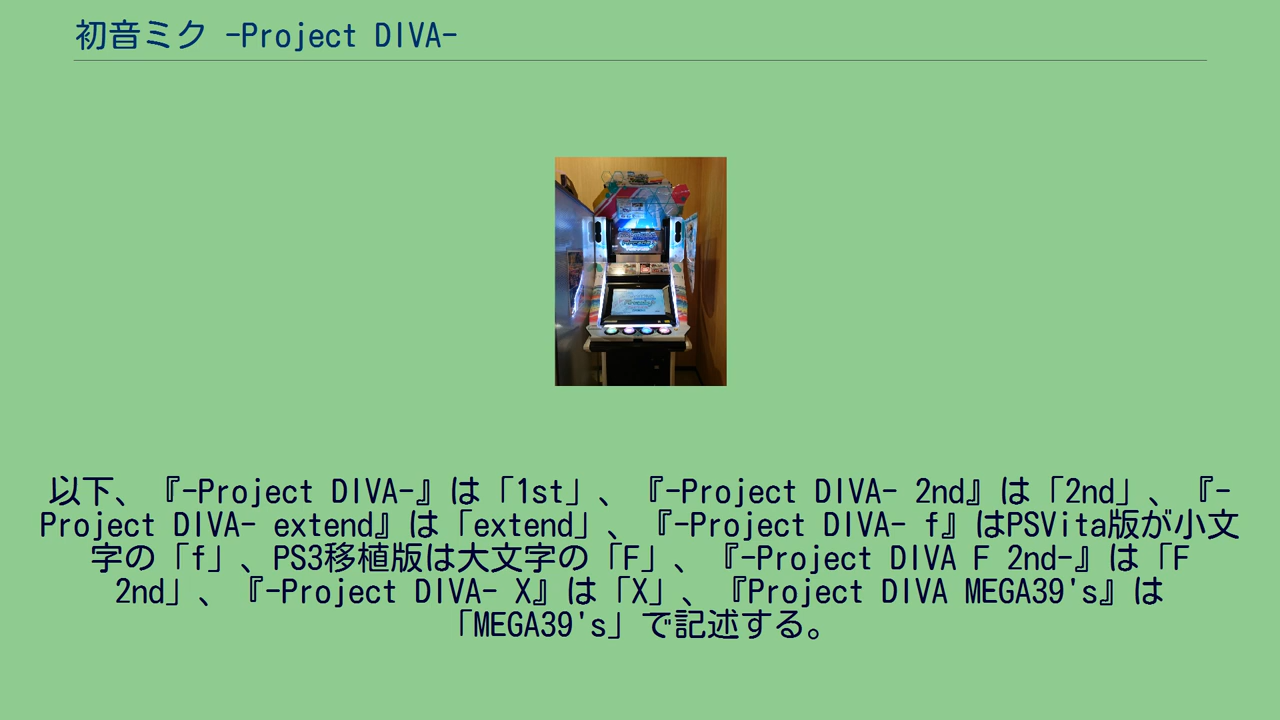 初音ミク -Project DIVA-
以下、『-Project DIVA-』は「1st」、『-Project DIVA- 2nd』は「2nd」、『-
Project DIVA- extend』は「extend」、『-Project DIVA- f』はPSVita版が小文
字の「f」、PS3移植版は大文字の「F」、『-Project DIVA F 2nd-』は「F
2nd」、『-Project DIVA- X』は「X」、『Project DIVA MEGA39's』は
「MEGA39's」で記述する。